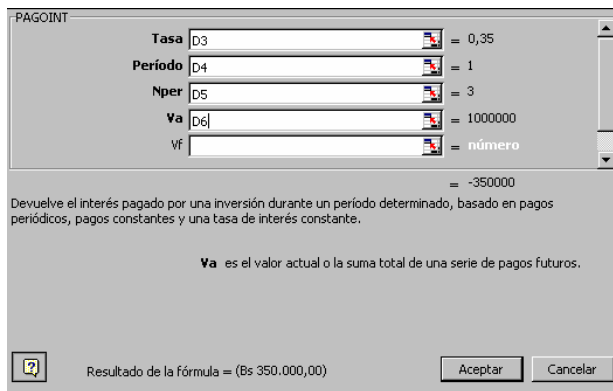 PAGOINT
Tasa D3 = 0,35
Período D4 = 1
Nper D5 = 3
Va D6 = 1000000
Vf = número
= -350000
Devuelve el interés pagado por una inversión durante un período determinado, basado en pagos
periódicos, pagos constantes y una tasa de interés constante.
Va es el valor actual o la suma total de una serie de pagos futuros.
? Resultado de la fórmula = (Bs 350.000,00) Aceptar Cancelar